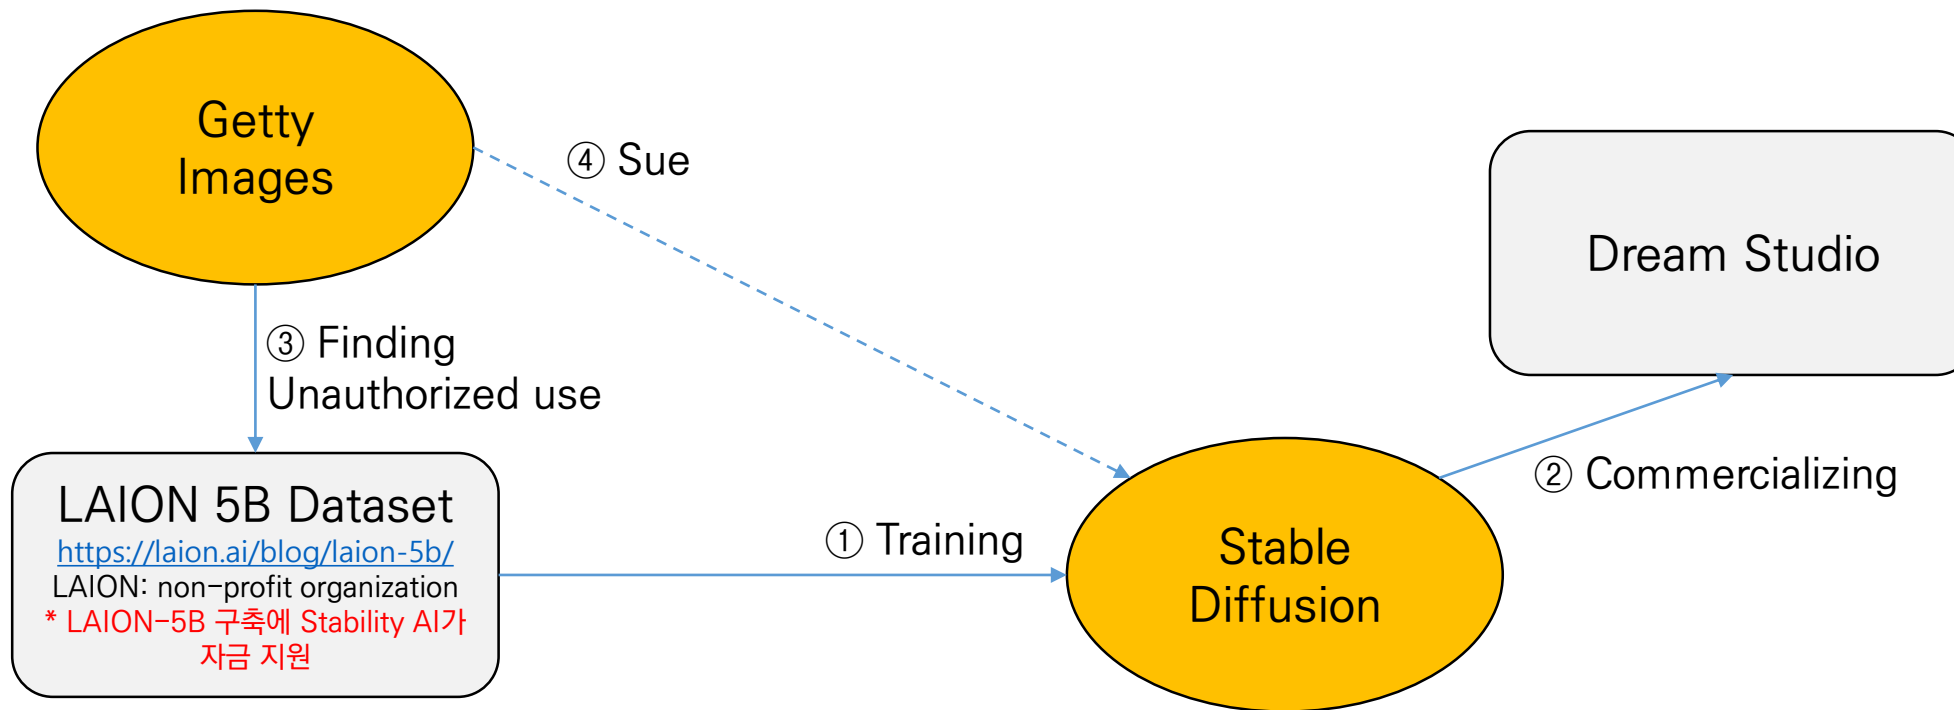 Getty
Images
④ Sue
Dream Studio
③ Finding
Unauthorized use
② Commercializing
LAION 5B Dataset
https://laion.ai/blog/laion-5b/
LAION: non-profit organization
* LAION-5B 구축에 Stability AI가
자금 지원
① Training
Stable
Diffusion